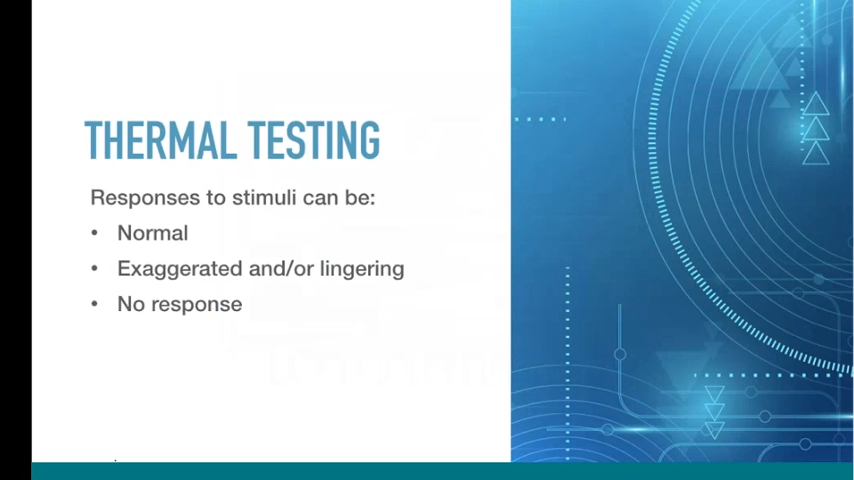 THERMAL TESTING
Responses to stimuli can be:
• Normal
• Exaggerated and/or lingering
• No response